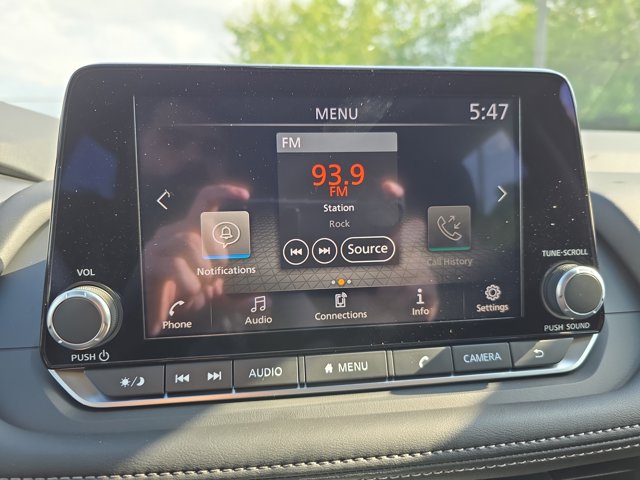 MENU 5:47
FM
93.9
FM
Station
Rock
Source
Notifications
Call History
Phone
Audio
Connections
Info
Settings
VOL
PUSH
TUNE·SCROLL
PUSH SOUND
AUDIO
MENU
CAMERA